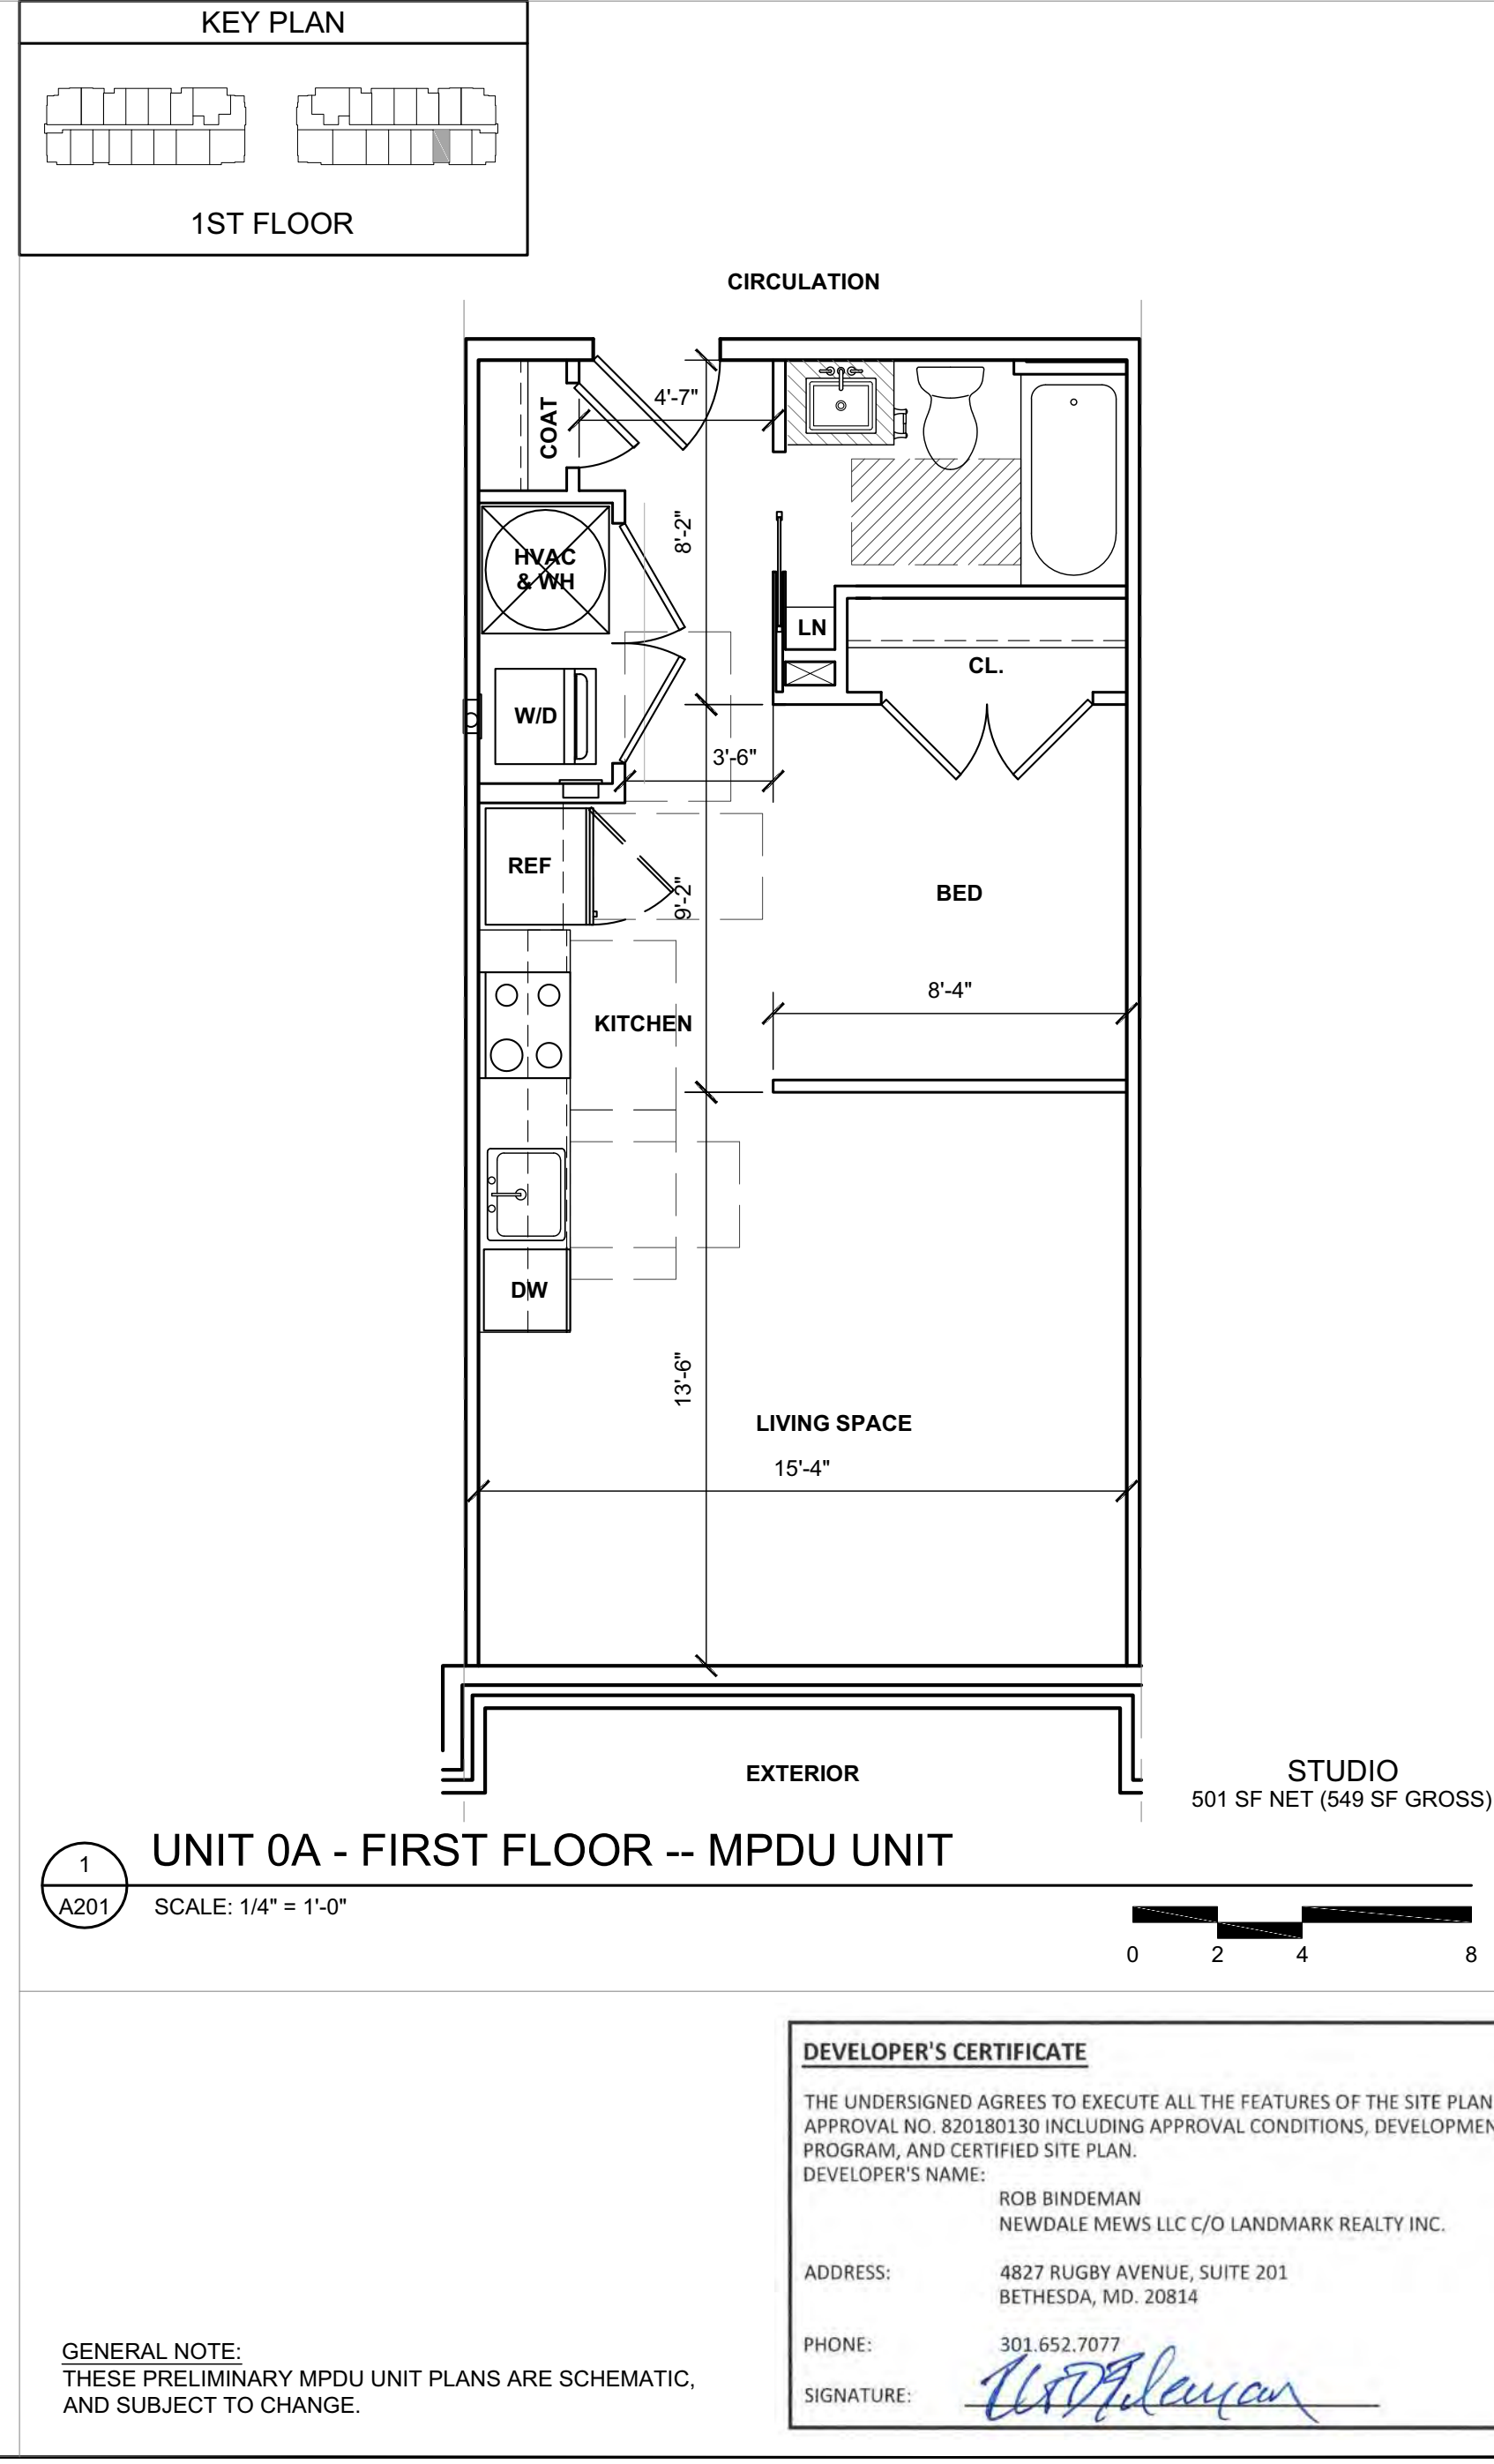 KEY PLAN
1ST FLOOR
CIRCULATION
COAT
4'-7"
8'-2"
HVAC
& WH
LN
CL.
W/D
3'-6"
REF
9'-2"
BED
8'-4"
KITCHEN
DW
13'-6"
LIVING SPACE
15'-4"
EXTERIOR
STUDIO
501 SF NET (549 SF GROSS)
1
A201
UNIT 0A - FIRST FLOOR -- MPDU UNIT
SCALE: 1/4" = 1'-0"
0 2 4 8
DEVELOPER'S CERTIFICATE
THE UNDERSIGNED AGREES TO EXECUTE ALL THE FEATURES OF THE SITE PLAN
APPROVAL NO. 820180130 INCLUDING APPROVAL CONDITIONS, DEVELOPMEN
PROGRAM, AND CERTIFIED SITE PLAN.
DEVELOPER'S NAME:
ROB BINDEMAN
NEWDALE MEWS LLC C/O LANDMARK REALTY INC.
ADDRESS: 4827 RUGBY AVENUE, SUITE 201
BETHESDA, MD. 20814
PHONE: 301.652.7077
SIGNATURE:
GENERAL NOTE:
THESE PRELIMINARY MPDU UNIT PLANS ARE SCHEMATIC,
AND SUBJECT TO CHANGE.